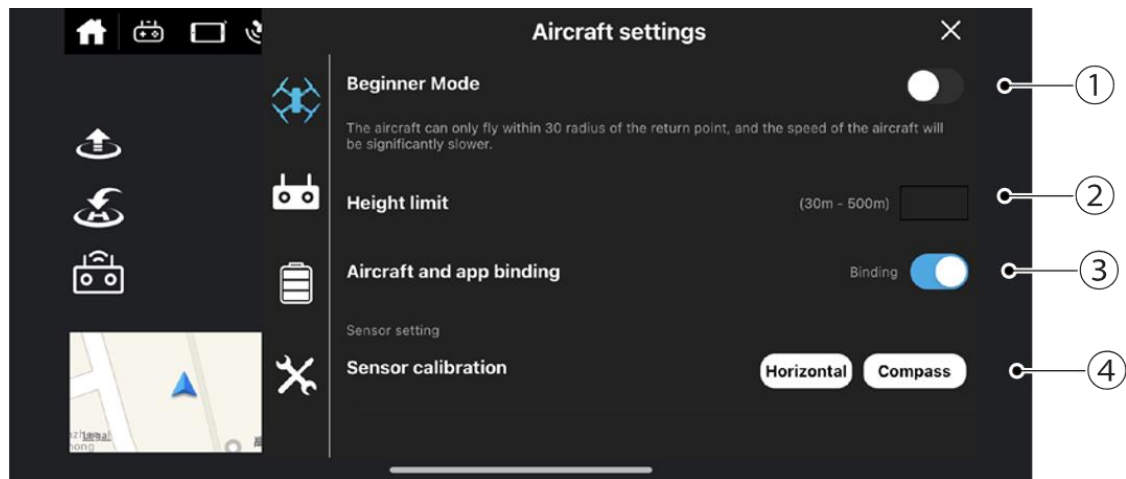 Aircraft settings
Beginner Mode
①
The aircraft can only fly within 30 radius of the return point, and the speed of the aircraft will
be significantly slower.
Height limit (30m - 500m)
②
Aircraft and app binding Binding
③
Sensor setting
Sensor calibration Horizontal Compass
④
Legal